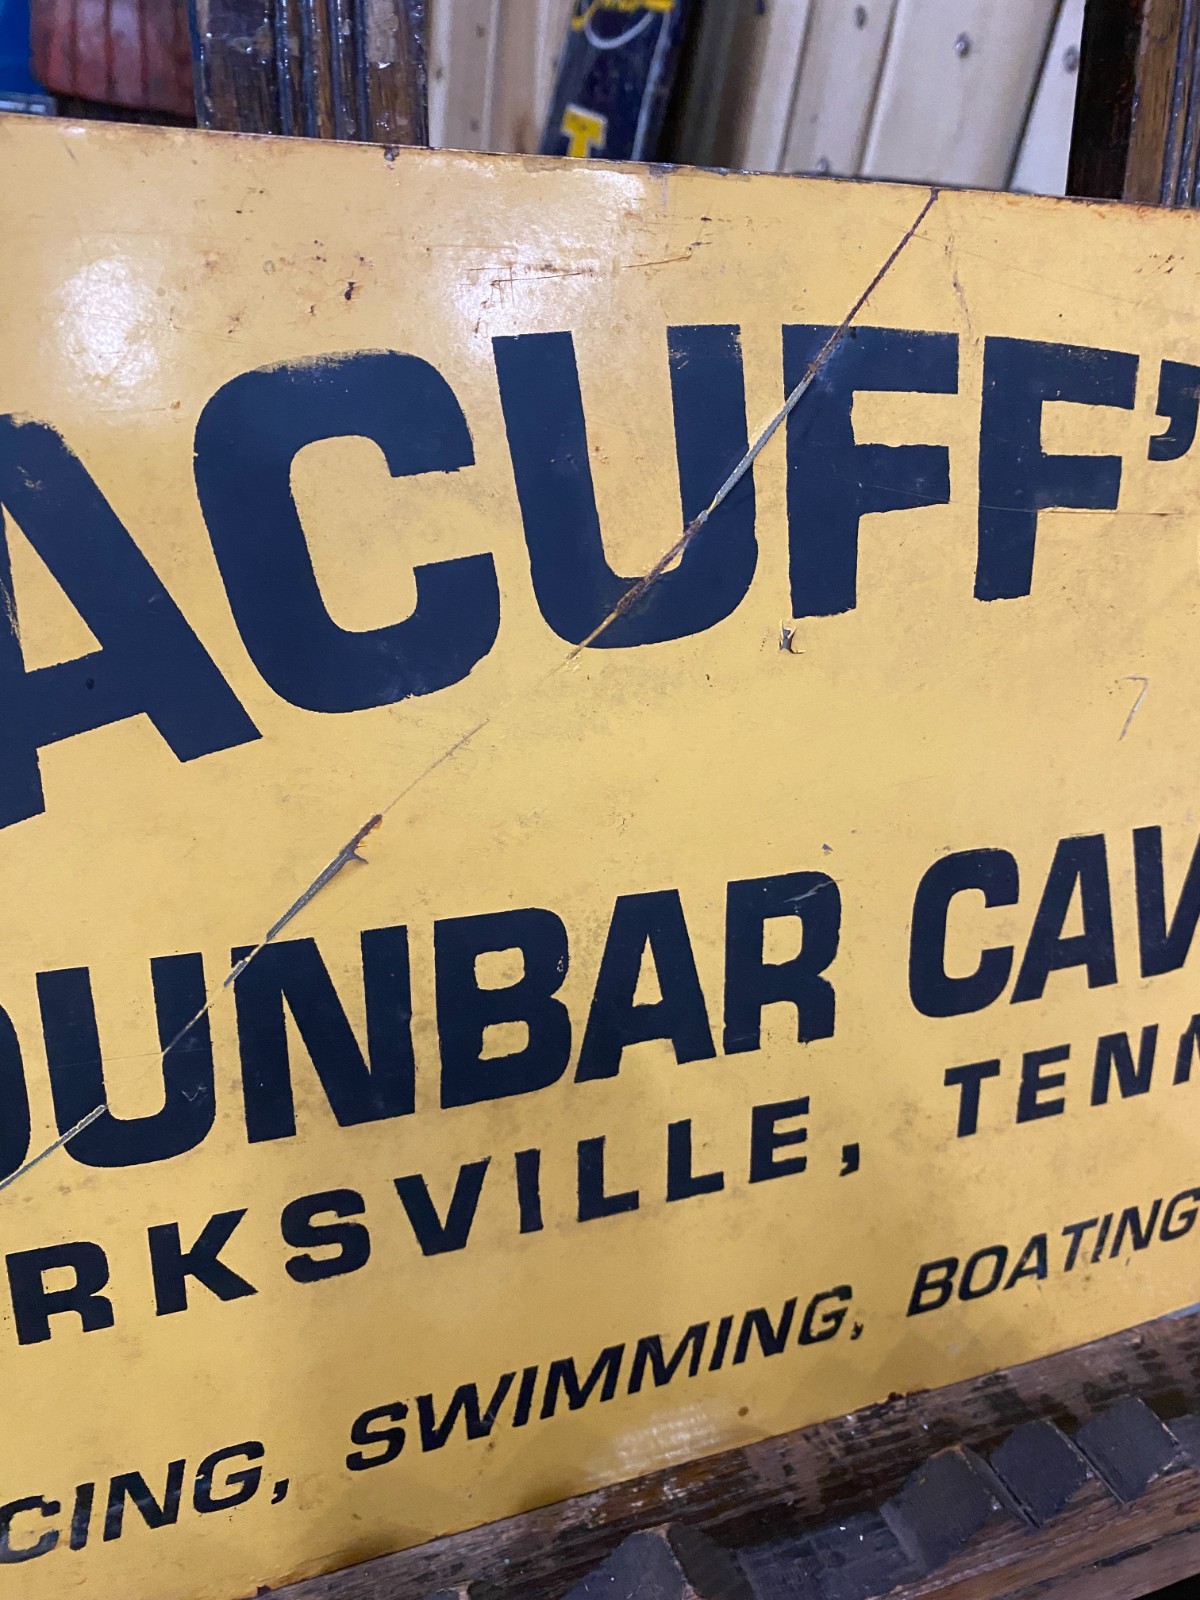 ACUFF'
DUNBAR CAV
RKSVILLE, TENN
CING, SWIMMING, BOATING